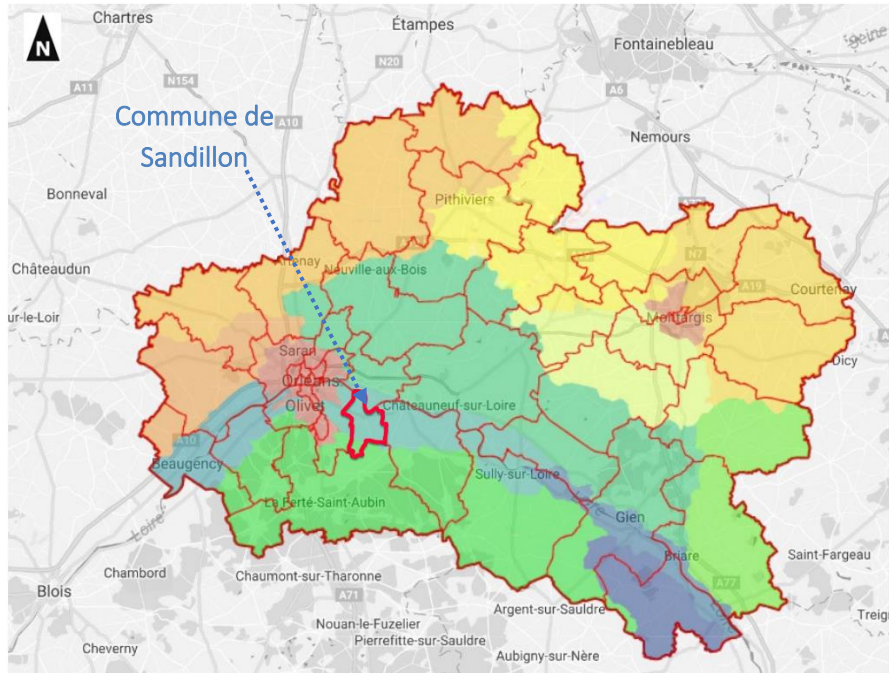 Chartres
Étampes
Fontainebleau
Seine
N
N154
N20
A11
A6
A10
Commune de
Sandillon
Nemours
Bonneval
Pithiviers
Châteaudun
Artenay
Neuville-aux-Bois
N7
A19
Courtenay
ur-le-Loir
Montargis
Saran
Dicy
Orléans
Olivet
Châteauneuf-sur-Loire
A10
Beaugency
Sully-sur-Loire
La Ferté-Saint-Aubin
Loire
Gien
Briare
Saint-Fargeau
Blois
Chambord
Chaumont-sur-Tharonne
A77
A71
Argent-sur-Sauldre
Treign
Nouan-le-Fuzelier
Pierrefitte-sur-Sauldre
Cheverny
Aubigny-sur-Nère